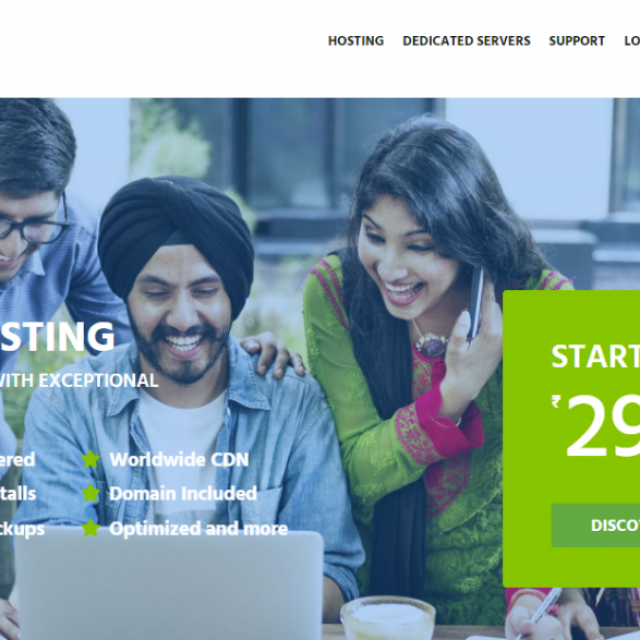 HOSTING DEDICATED SERVERS SUPPORT LO
STING
WITH EXCEPTIONAL
ered ★ Worldwide CDN
talls ★ Domain Included
ckups ★ Optimized and more
START
₹29
DISCO